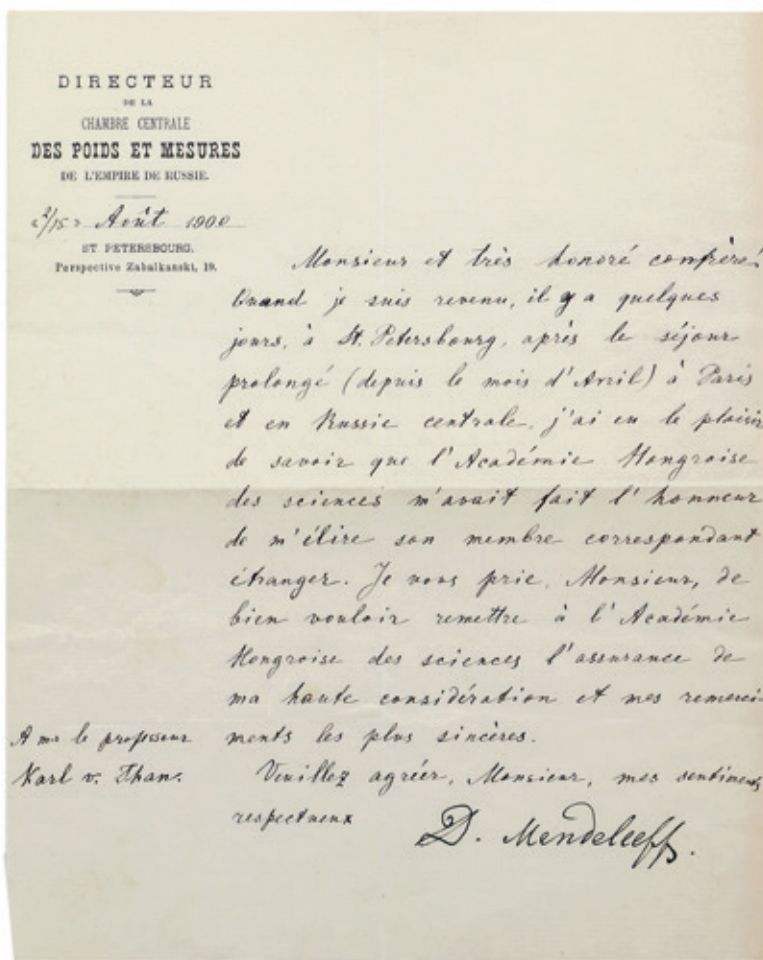 DIRECTEUR
DE LA
CHAMBRE CENTRALE
DES POIDS ET MESURES
DE L'EMPIRE DE RUSSIE.
«2/15» Août 1900
ST PETERSBOURG.
Perspective Zabalkanski, 19.
Monsieur et très honoré confrère!
Quand je suis revenu, il y a quelques
jours, à St. Petersbourg, après le séjour
prolongé (depuis le mois d'Avril) à Paris
et en Russie centrale, j'ai eu le plaisir
de savoir que l'Académie Hongroise
des sciences m'avait fait l'honneur
de m'élire son membre correspondant
étranger. Je vous prie, Monsieur, de
bien vouloir remettre à l'Académie
Hongroise des sciences l'assurance de
ma haute considération et mes remerci-
ments les plus sincères.
Veuillez agréer, Monsieur, mes sentiments
respectueux
D. Mendeleeff.
A mr le professeur
Karl v. Than.